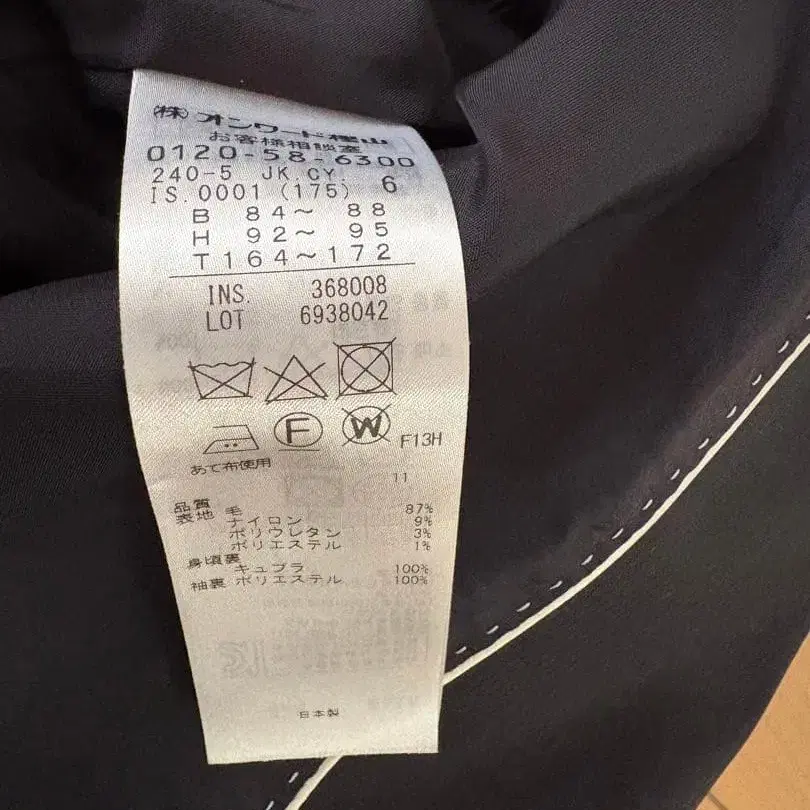 (株)オンワード樫山
お客様相談室
0120-58-6300
240-5 JK.CY.
IS.0001 (175) 6
B 84~ 88
H 92~ 95
T 164~172
INS. 368008
LOT 6938042
F W F13H
あて布使用
11
品質
表地 毛 87%
ナイロン 9%
ポリウレタン 3%
ポリエステル 1%
身頃裏
キュプラ 100%
袖裏 ポリエステル 100%
日本製